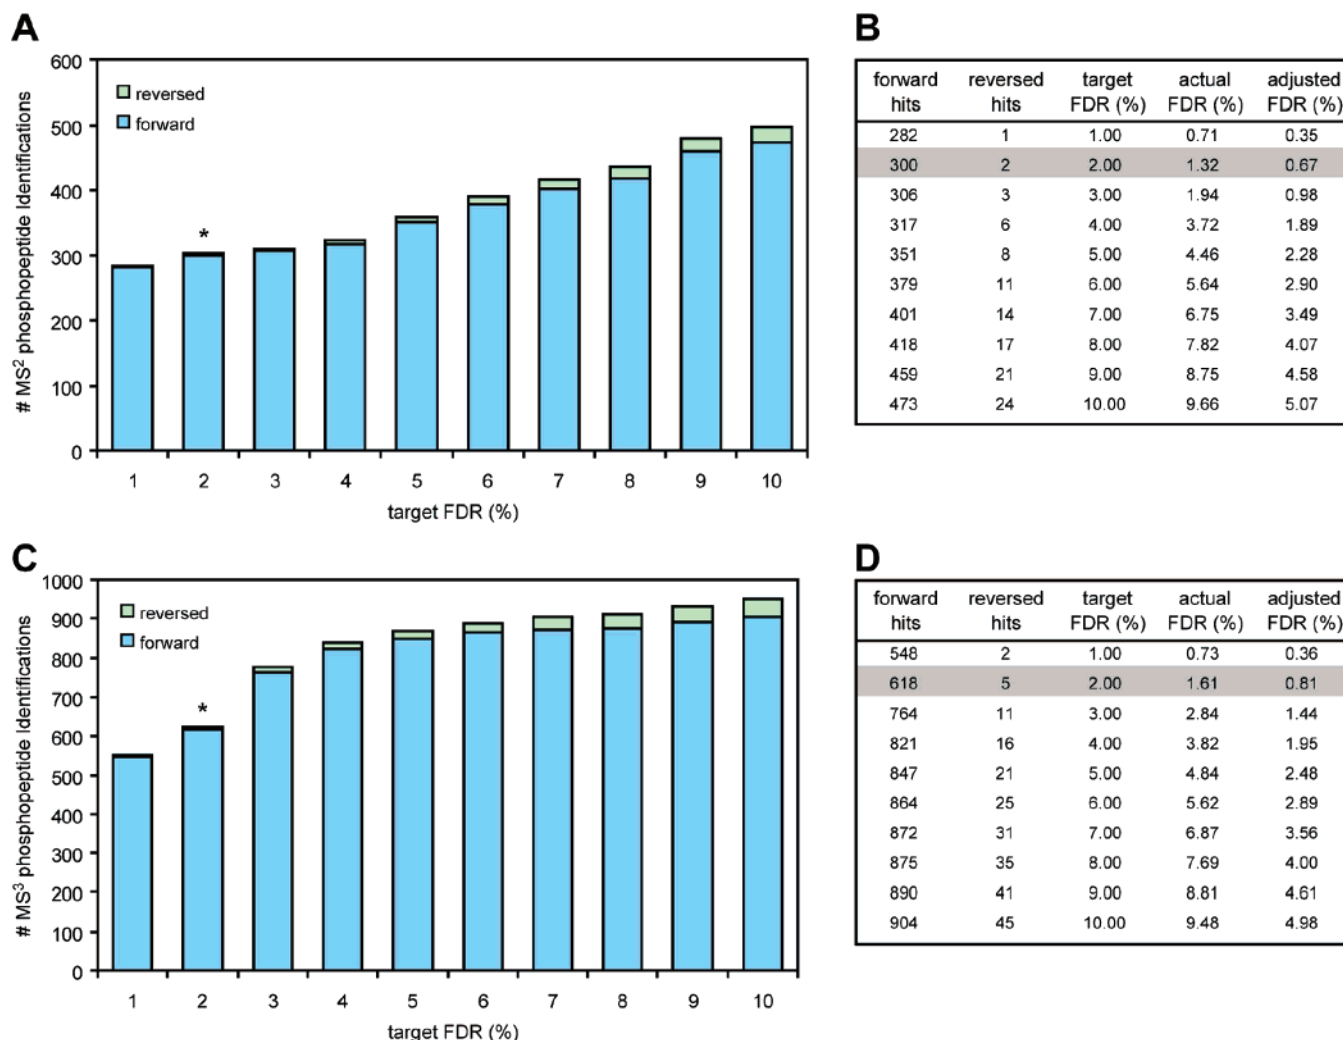 A
600
500
400
300
200
100
0
# MS² phosphopeptide Identifications
reversed
forward
*
1 2 3 4 5 6 7 8 9 10
target FDR (%)
B
forward reversed target actual adjusted
hits hits FDR (%) FDR (%) FDR (%)
282 1 1.00 0.71 0.35
300 2 2.00 1.32 0.67
306 3 3.00 1.94 0.98
317 6 4.00 3.72 1.89
351 8 5.00 4.46 2.28
379 11 6.00 5.64 2.90
401 14 7.00 6.75 3.49
418 17 8.00 7.82 4.07
459 21 9.00 8.75 4.58
473 24 10.00 9.66 5.07
C
1000
900
800
700
600
500
400
300
200
100
0
# MS³ phosphopeptide Identifications
reversed
forward
*
1 2 3 4 5 6 7 8 9 10
target FDR (%)
D
forward reversed target actual adjusted
hits hits FDR (%) FDR (%) FDR (%)
548 2 1.00 0.73 0.36
618 5 2.00 1.61 0.81
764 11 3.00 2.84 1.44
821 16 4.00 3.82 1.95
847 21 5.00 4.84 2.48
864 25 6.00 5.62 2.89
872 31 7.00 6.87 3.56
875 35 8.00 7.69 4.00
890 41 9.00 8.81 4.61
904 45 10.00 9.48 4.98